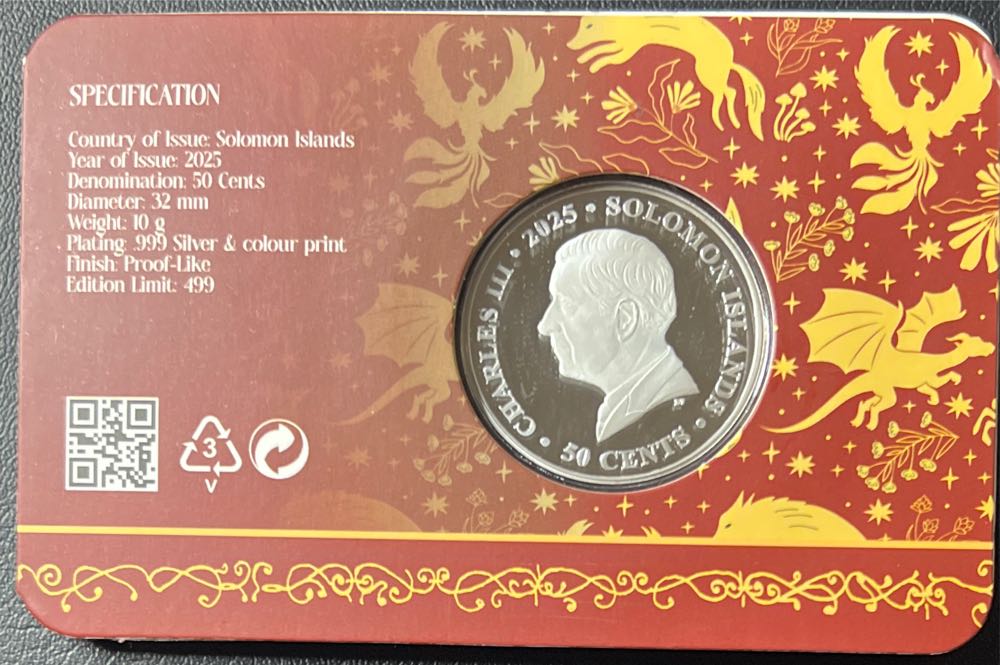 SPECIFICATION
Country of Issue: Solomon Islands
Year of Issue: 2025
Denomination: 50 Cents
Diameter: 32 mm
Weight: 10 g
Plating: .999 Silver & colour print
Finish: Proof-Like
Edition Limit: 499
CHARLES III • 2025 • SOLOMON ISLANDS • 50 CENTS •
3
V